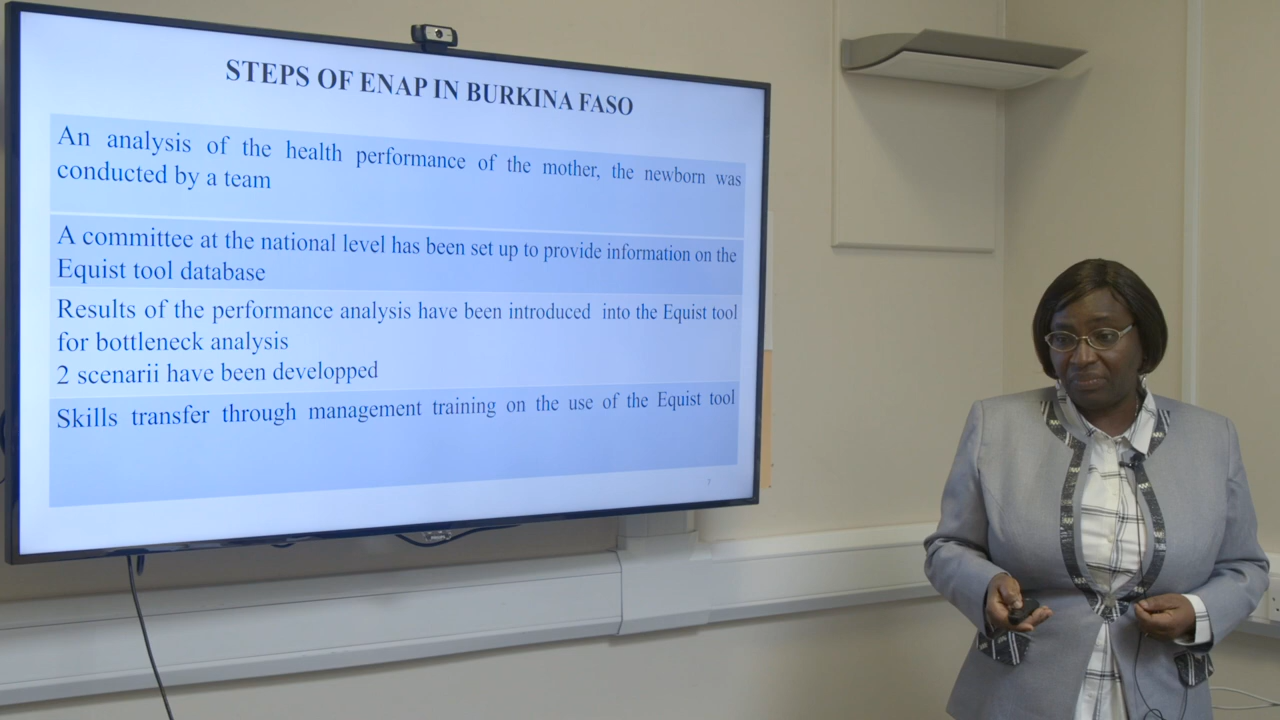 STEPS OF ENAP IN BURKINA FASO
An analysis of the health performance of the mother, the newborn was
conducted by a team
A committee at the national level has been set up to provide information on the
Equist tool database
Results of the performance analysis have been introduced into the Equist tool
for bottleneck analysis
2 scenarii have been developped
Skills transfer through management training on the use of the Equist tool
7